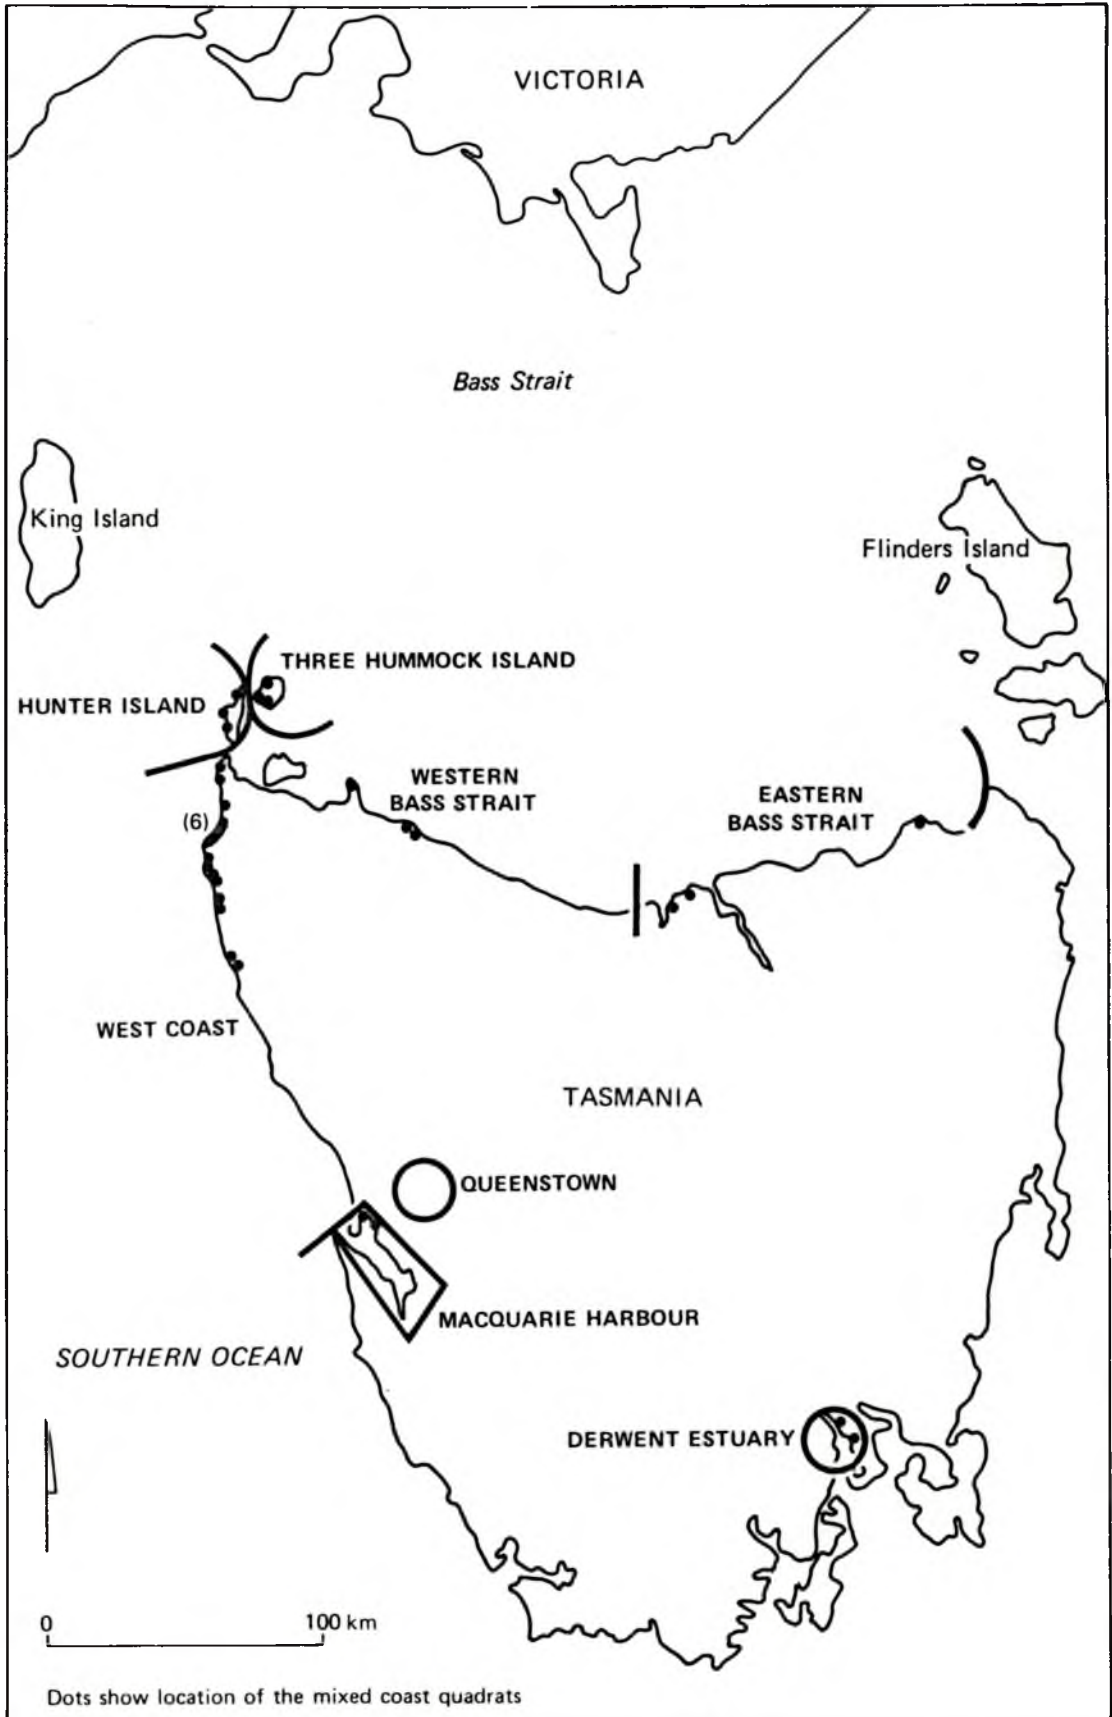 VICTORIA
Bass Strait
King Island
Flinders Island
THREE HUMMOCK ISLAND
HUNTER ISLAND
WESTERN
BASS STRAIT
EASTERN
BASS STRAIT
(6)
WEST COAST
TASMANIA
QUEENSTOWN
MACQUARIE HARBOUR
SOUTHERN OCEAN
DERWENT ESTUARY
0
100 km
Dots show location of the mixed coast quadrats